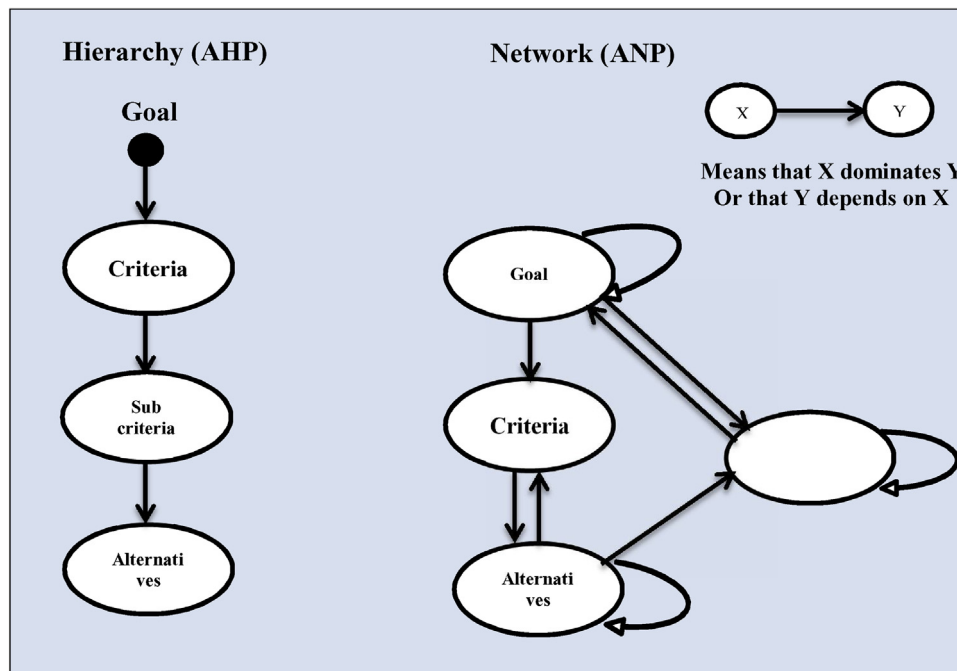 Hierarchy (AHP)
Goal
Criteria
Sub
criteria
Alternati
ves
Network (ANP)
X
Y
Means that X dominates Y
Or that Y depends on X
Goal
Criteria
Alternati
ves